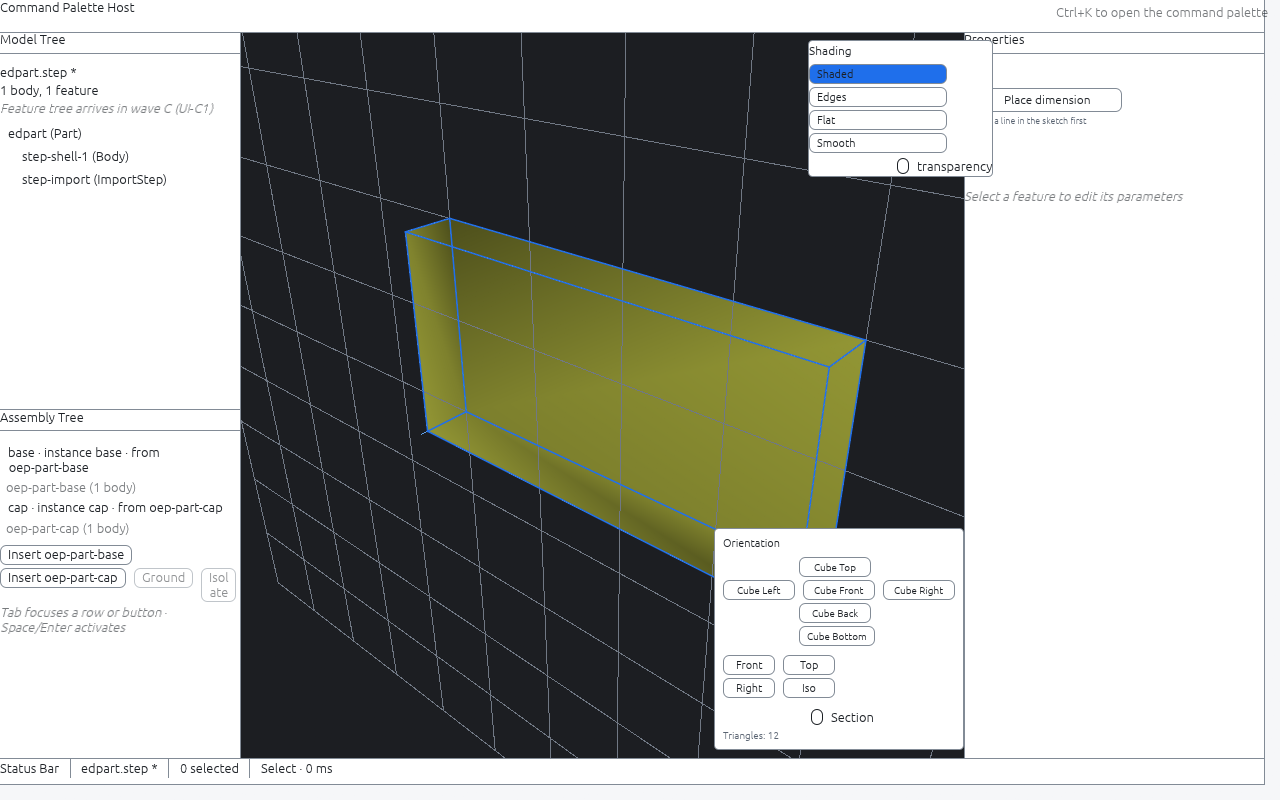 Command Palette Host
Ctrl+K to open the command palette
Model Tree
edpart.step *
1 body, 1 feature
Feature tree arrives in wave C (UI-C1)
edpart (Part)
step-shell-1 (Body)
step-import (ImportStep)
Assembly Tree
base · instance base · from
oep-part-base
oep-part-base (1 body)
cap · instance cap · from oep-part-cap
oep-part-cap (1 body)
Insert oep-part-base
Insert oep-part-cap
Ground
Isol
ate
Tab focuses a row or button ·
Space/Enter activates
Shading
Shaded
Edges
Flat
Smooth
transparency
Properties
Place dimension
a line in the sketch first
Select a feature to edit its parameters
Orientation
Cube Top
Cube Left
Cube Front
Cube Right
Cube Back
Cube Bottom
Front
Top
Right
Iso
Section
Triangles: 12
Status Bar
edpart.step *
0 selected
Select · 0 ms